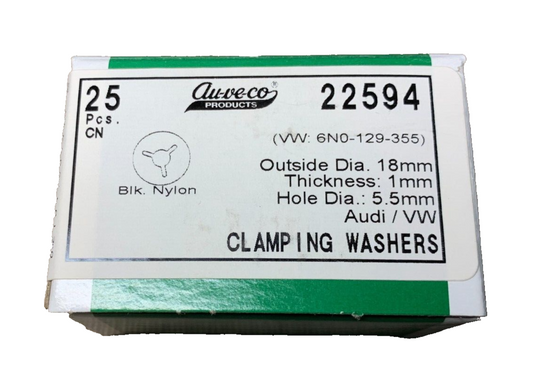 25
Pcs.
CN
au-ve-co®
PRODUCTS
22594
(VW: 6N0-129-355)
Blk. Nylon
Outside Dia. 18mm
Thickness: 1mm
Hole Dia.: 5.5mm
Audi / VW
CLAMPING WASHERS